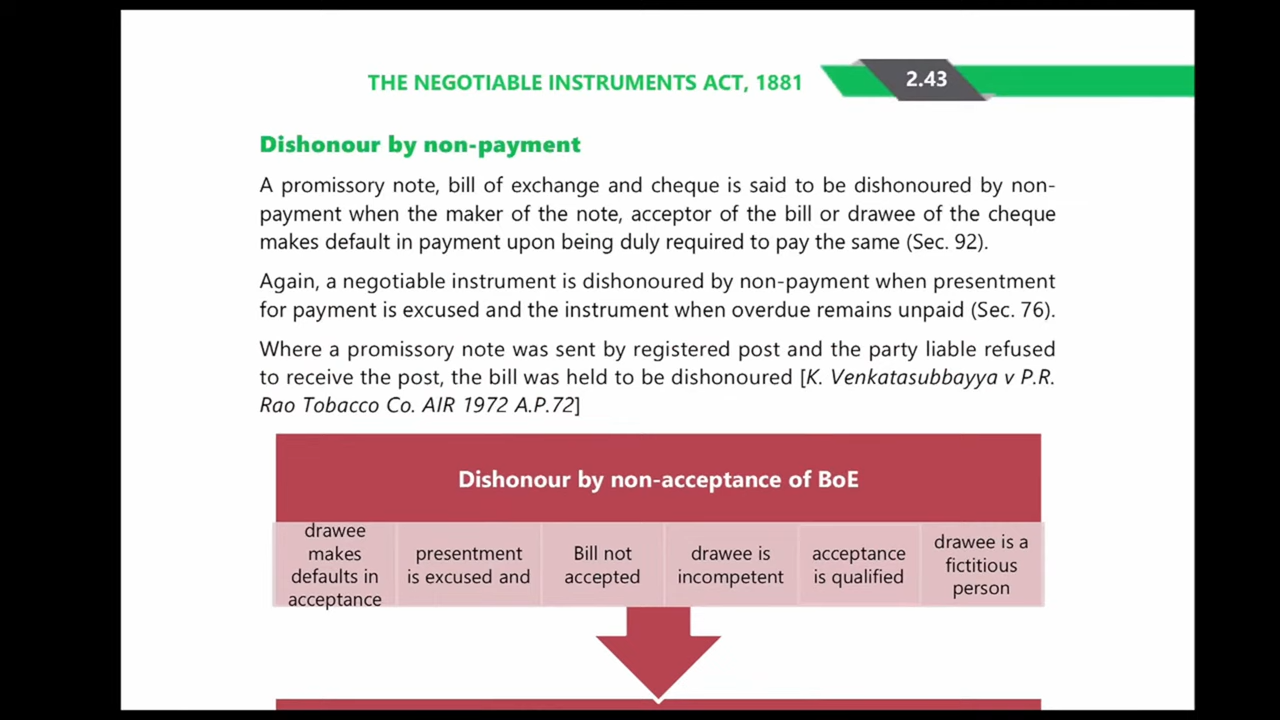 THE NEGOTIABLE INSTRUMENTS ACT, 1881
2.43
Dishonour by non-payment
A promissory note, bill of exchange and cheque is said to be dishonoured by non-
payment when the maker of the note, acceptor of the bill or drawee of the cheque
makes default in payment upon being duly required to pay the same (Sec. 92).
Again, a negotiable instrument is dishonoured by non-payment when presentment
for payment is excused and the instrument when overdue remains unpaid (Sec. 76).
Where a promissory note was sent by registered post and the party liable refused
to receive the post, the bill was held to be dishonoured [K. Venkatasubbayya v P.R.
Rao Tobacco Co. AIR 1972 A.P.72]
Dishonour by non-acceptance of BoE
drawee
makes
defaults in
acceptance
presentment
is excused and
Bill not
accepted
drawee is
incompetent
acceptance
is qualified
drawee is a
fictitious
person